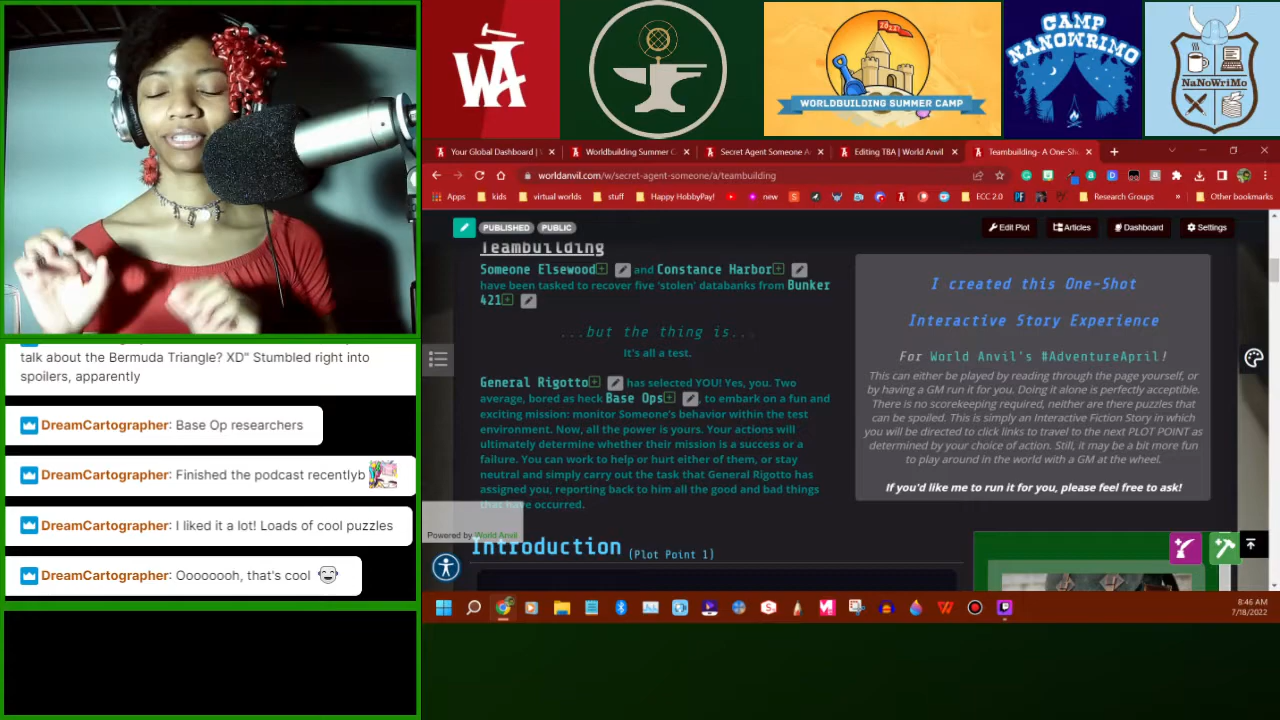 WA
2022
WORLDBUILDING SUMMER CAMP
CAMP
NANOWRIMO
NaNoWriMo
Your Global Dashboard |
Worldbuilding Summer C
Secret Agent Someone A
Editing TBA | World Anvil
Teambuilding- A One-Sh
worldanvil.com/w/secret-agent-someone/a/teambuilding
Apps
kids
virtual worlds
stuff
Happy HobbyPay!
new
ECC 2.0
Research Groups
Other bookmarks
PUBLISHED
PUBLIC
Edit Plot
Articles
Dashboard
Settings
Teambuilding
Someone Elsewood and Constance Harbor
have been tasked to recover five 'stolen' databanks from Bunker
421
...but the thing is...
It's all a test.
General Rigotto has selected YOU! Yes, you. Two
average, bored as heck Base Ops, to embark on a fun and
exciting mission: monitor Someone's behavior within the test
environment. Now, all the power is yours. Your actions will
ultimately determine whether their mission is a success or a
failure. You can work to help or hurt either of them, or stay
neutral and simply carry out the task that General Rigotto has
assigned you, reporting back to him all the good and bad things
that have occurred.
Powered by World Anvil
Introduction (Plot Point 1)
I created this One-Shot
Interactive Story Experience
For World Anvil's #AdventureApril!
This can either be played by reading through the page yourself, or
by having a GM run it for you. Doing it alone is perfectly acceptible.
There is no scorekeeping required, neither are there puzzles that
can be spoiled. This is simply an Interactive Fiction Story in which
you will be directed to click links to travel to the next PLOT POINT as
determined by your choice of action. Still, it may be a bit more fun
to play around in the world with a GM at the wheel.
If you'd like me to run it for you, please feel free to ask!
talk about the Bermuda Triangle? XD" Stumbled right into
spoilers, apparently
DreamCartographer: Base Op researchers
DreamCartographer: Finished the podcast recentlyb
DreamCartographer: I liked it a lot! Loads of cool puzzles
DreamCartographer: Oooooooh, that's cool
8:46 AM
7/18/2022